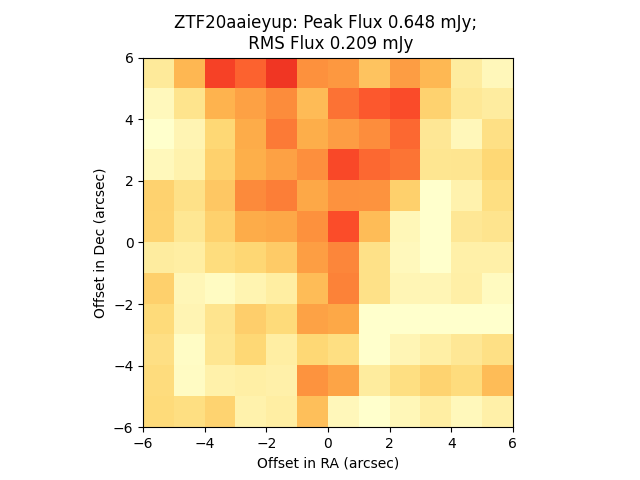 ZTF20aaieyup: Peak Flux 0.648 mJy;
RMS Flux 0.209 mJy
6
4
2
0
−2
−4
−6
Offset in Dec (arcsec)
−6 −4 −2 0 2 4 6
Offset in RA (arcsec)